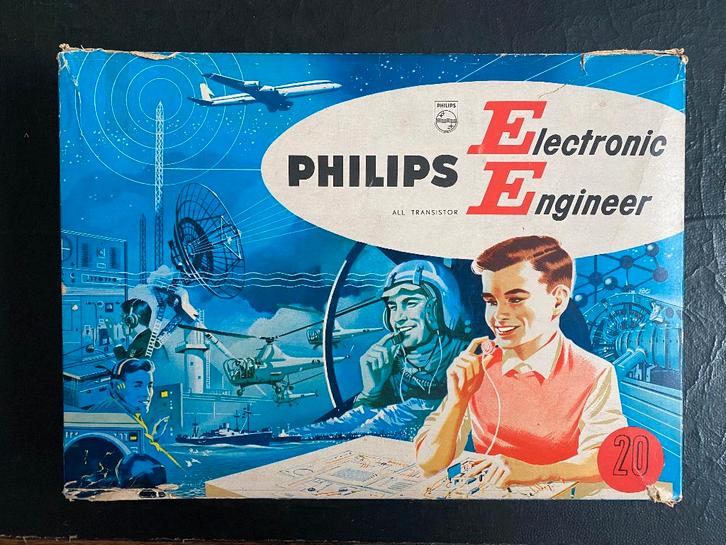 PHILIPS
Electronic
PHILIPS
Engineer
ALL TRANSISTOR
20